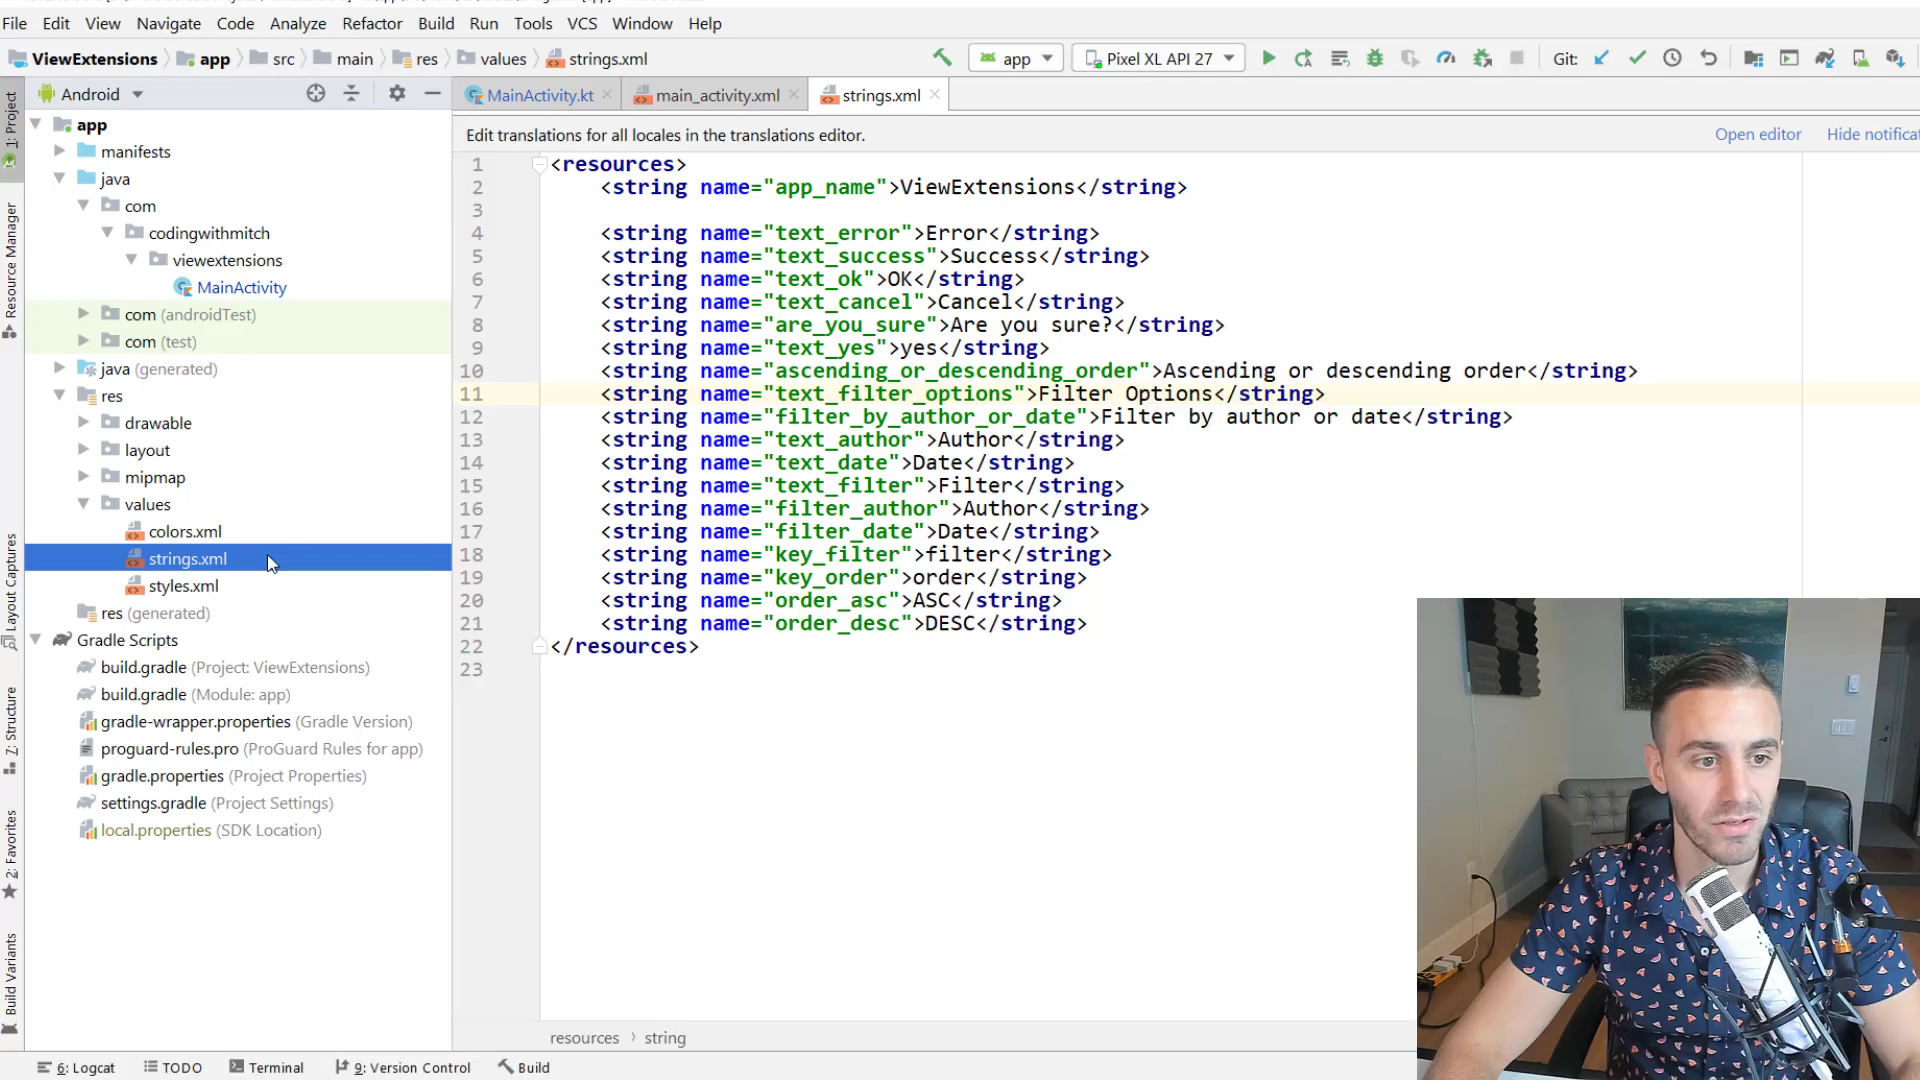 File Edit View Navigate Code Analyze Refactor Build Run Tools VCS Window Help
ViewExtensions app src main res values strings.xml app Pixel XL API 27 Git:
Android
MainActivity.kt main_activity.xml strings.xml
Edit translations for all locales in the translations editor. Open editor Hide notifica
1: Project
Resource Manager
Layout Captures
7: Structure
2: Favorites
Build Variants
app
manifests
java
com
codingwithmitch
viewextensions
MainActivity
com (androidTest)
com (test)
java (generated)
res
drawable
layout
mipmap
values
colors.xml
strings.xml
styles.xml
res (generated)
Gradle Scripts
build.gradle (Project: ViewExtensions)
build.gradle (Module: app)
gradle-wrapper.properties (Gradle Version)
proguard-rules.pro (ProGuard Rules for app)
gradle.properties (Project Properties)
settings.gradle (Project Settings)
local.properties (SDK Location)
1 <resources>
2 <string name="app_name">ViewExtensions</string>
3
4 <string name="text_error">Error</string>
5 <string name="text_success">Success</string>
6 <string name="text_ok">OK</string>
7 <string name="text_cancel">Cancel</string>
8 <string name="are_you_sure">Are you sure?</string>
9 <string name="text_yes">yes</string>
10 <string name="ascending_or_descending_order">Ascending or descending order</string>
11 <string name="text_filter_options">Filter Options</string>
12 <string name="filter_by_author_or_date">Filter by author or date</string>
13 <string name="text_author">Author</string>
14 <string name="text_date">Date</string>
15 <string name="text_filter">Filter</string>
16 <string name="filter_author">Author</string>
17 <string name="filter_date">Date</string>
18 <string name="key_filter">filter</string>
19 <string name="key_order">order</string>
20 <string name="order_asc">ASC</string>
21 <string name="order_desc">DESC</string>
22 </resources>
23
resources › string
6: Logcat TODO Terminal 9: Version Control Build